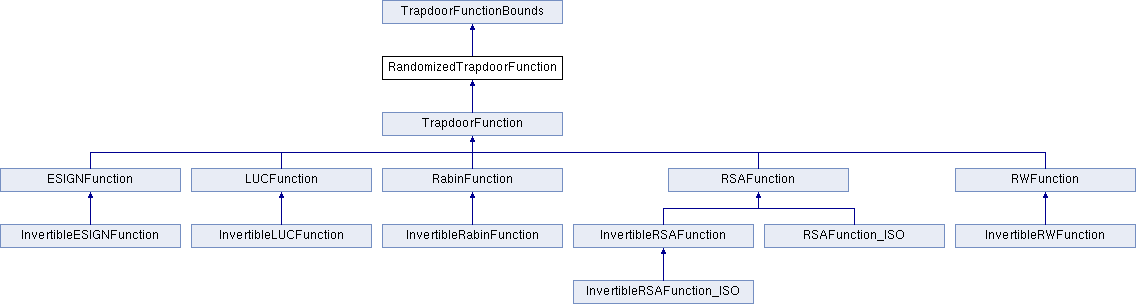 TrapdoorFunctionBounds
RandomizedTrapdoorFunction
TrapdoorFunction
ESIGNFunction
LUCFunction
RabinFunction
RSAFunction
RWFunction
InvertibleESIGNFunction
InvertibleLUCFunction
InvertibleRabinFunction
InvertibleRSAFunction
RSAFunction_ISO
InvertibleRWFunction
InvertibleRSAFunction_ISO